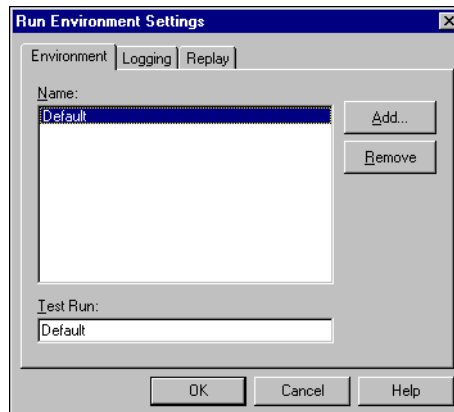 Run Environment Settings
Environment Logging Replay
Name:
Default
Add...
Remove
Test Run:
Default
OK Cancel Help